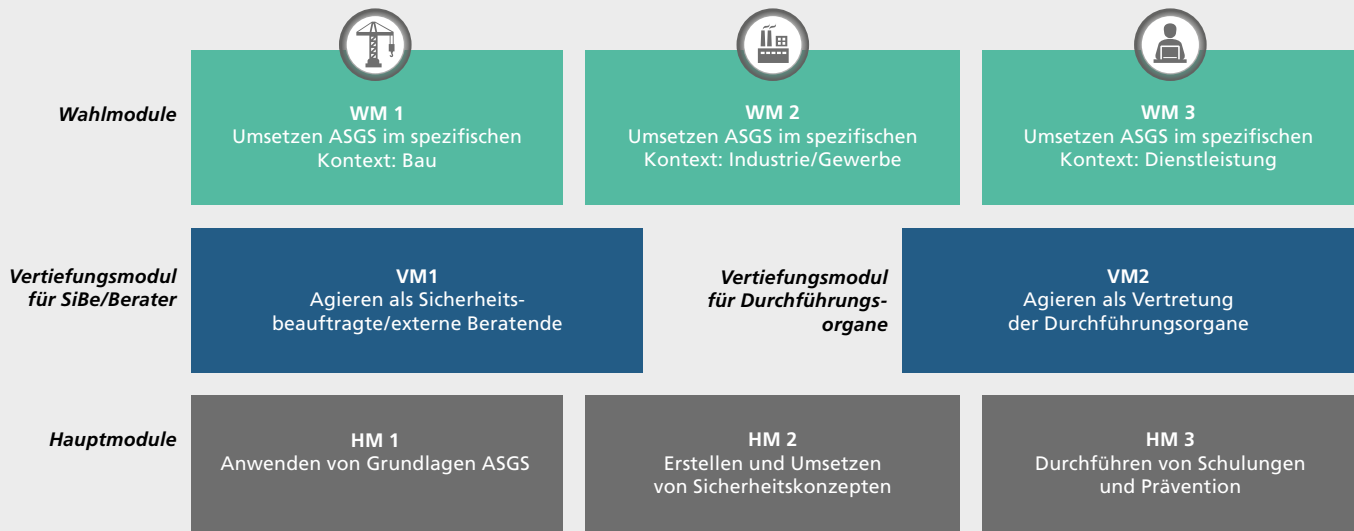 Wahlmodule
WM 1
Umsetzen ASGS im spezifischen
Kontext: Bau
WM 2
Umsetzen ASGS im spezifischen
Kontext: Industrie/Gewerbe
WM 3
Umsetzen ASGS im spezifischen
Kontext: Dienstleistung
Vertiefungsmodul
für SiBe/Berater
VM1
Agieren als Sicherheits-
beauftragte/externe Beratende
Vertiefungsmodul
für Durchführungs-
organe
VM2
Agieren als Vertretung
der Durchführungsorgane
Hauptmodule
HM 1
Anwenden von Grundlagen ASGS
HM 2
Erstellen und Umsetzen
von Sicherheitskonzepten
HM 3
Durchführen von Schulungen
und Prävention